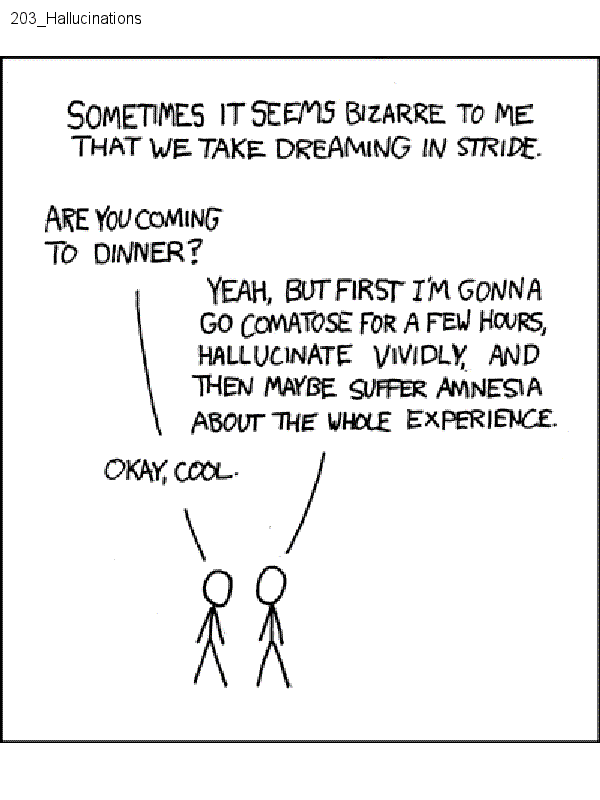 203_Hallucinations
SOMETIMES IT SEEMS BIZARRE TO ME
THAT WE TAKE DREAMING IN STRIDE.
ARE YOU COMING
TO DINNER?
YEAH, BUT FIRST I'M GONNA
GO COMATOSE FOR A FEW HOURS,
HALLUCINATE VIVIDLY, AND
THEN MAYBE SUFFER AMNESIA
ABOUT THE WHOLE EXPERIENCE.
OKAY, COOL.